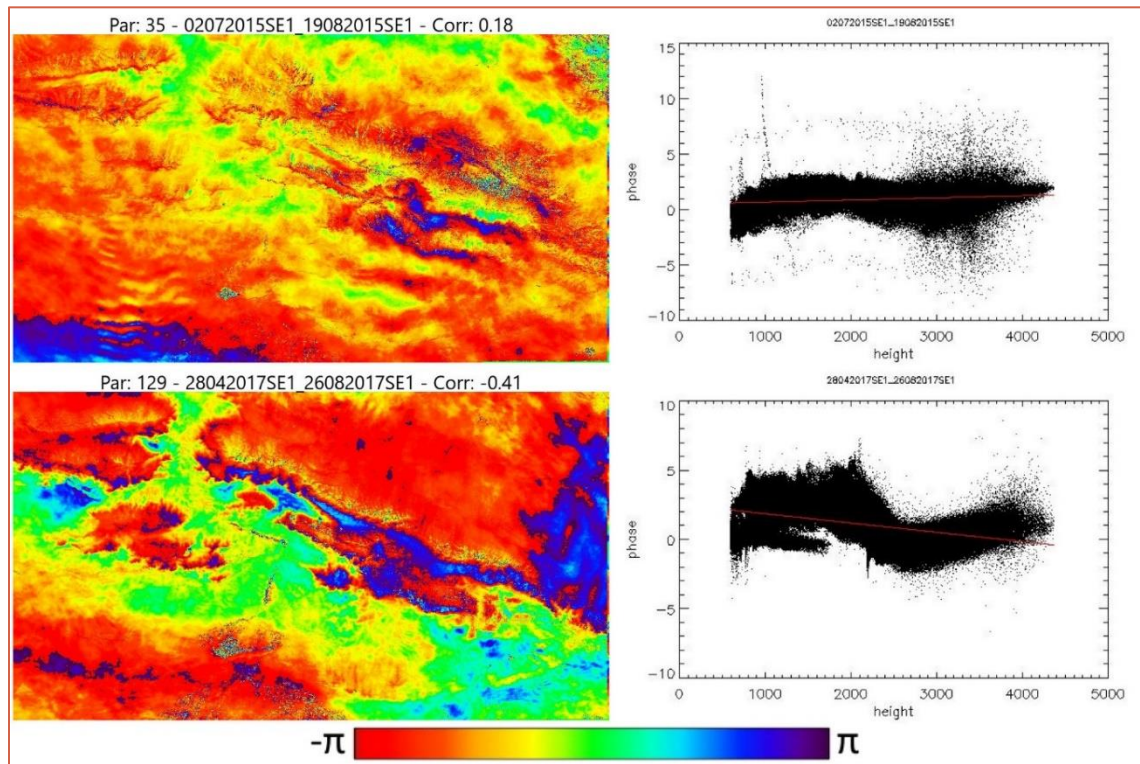 Par: 35 - 02072015SE1_19082015SE1 - Corr: 0.18
02072015SE1_19082015SE1
15
10
5
0
-5
-10
phase
0 1000 2000 3000 4000 5000
height
Par: 129 - 28042017SE1_26082017SE1 - Corr: -0.41
28042017SE1_26082017SE1
10
5
0
-5
-10
phase
0 1000 2000 3000 4000 5000
height
-π π